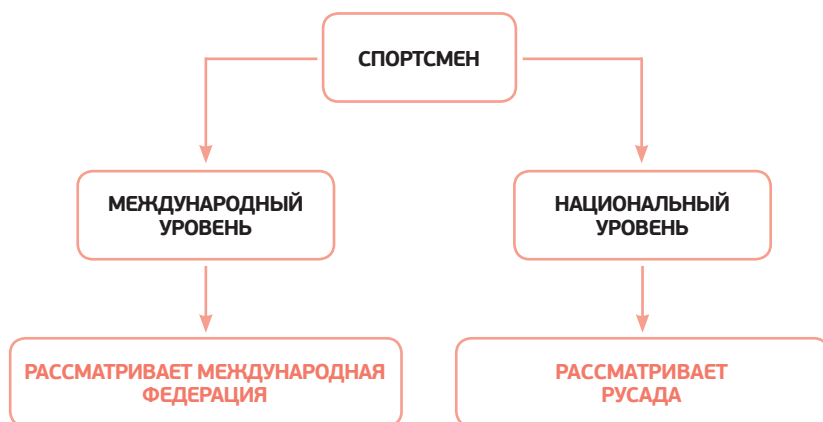 СПОРТСМЕН
МЕЖДУНАРОДНЫЙ
УРОВЕНЬ
НАЦИОНАЛЬНЫЙ
УРОВЕНЬ
РАССМАТРИВАЕТ МЕЖДУНАРОДНАЯ
ФЕДЕРАЦИЯ
РАССМАТРИВАЕТ
РУСАДА